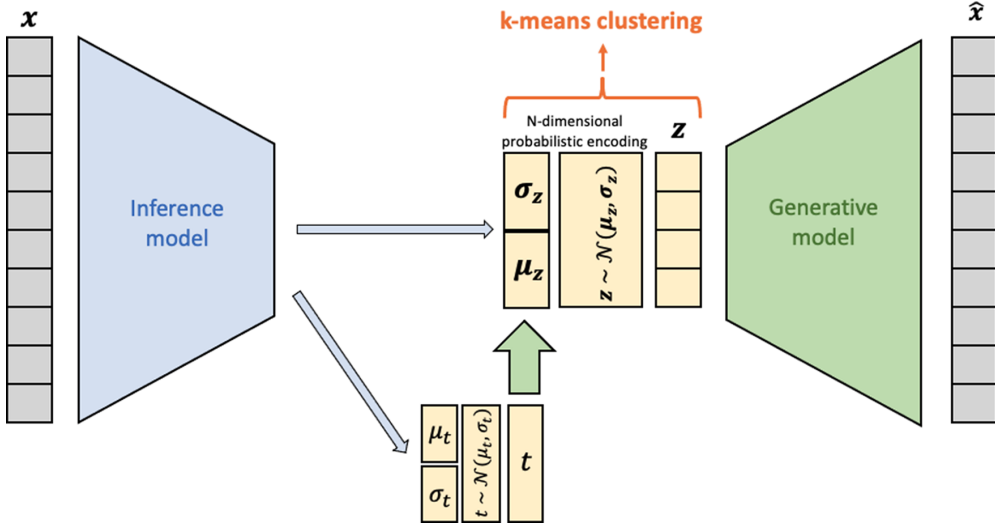 x
x̂
k-means clustering
N-dimensional
probabilistic encoding
z
σz
μz
z ~ 𝒩(μz, σz)
Inference
model
Generative
model
μt
σt
t ~ 𝒩(μt, σt)
t